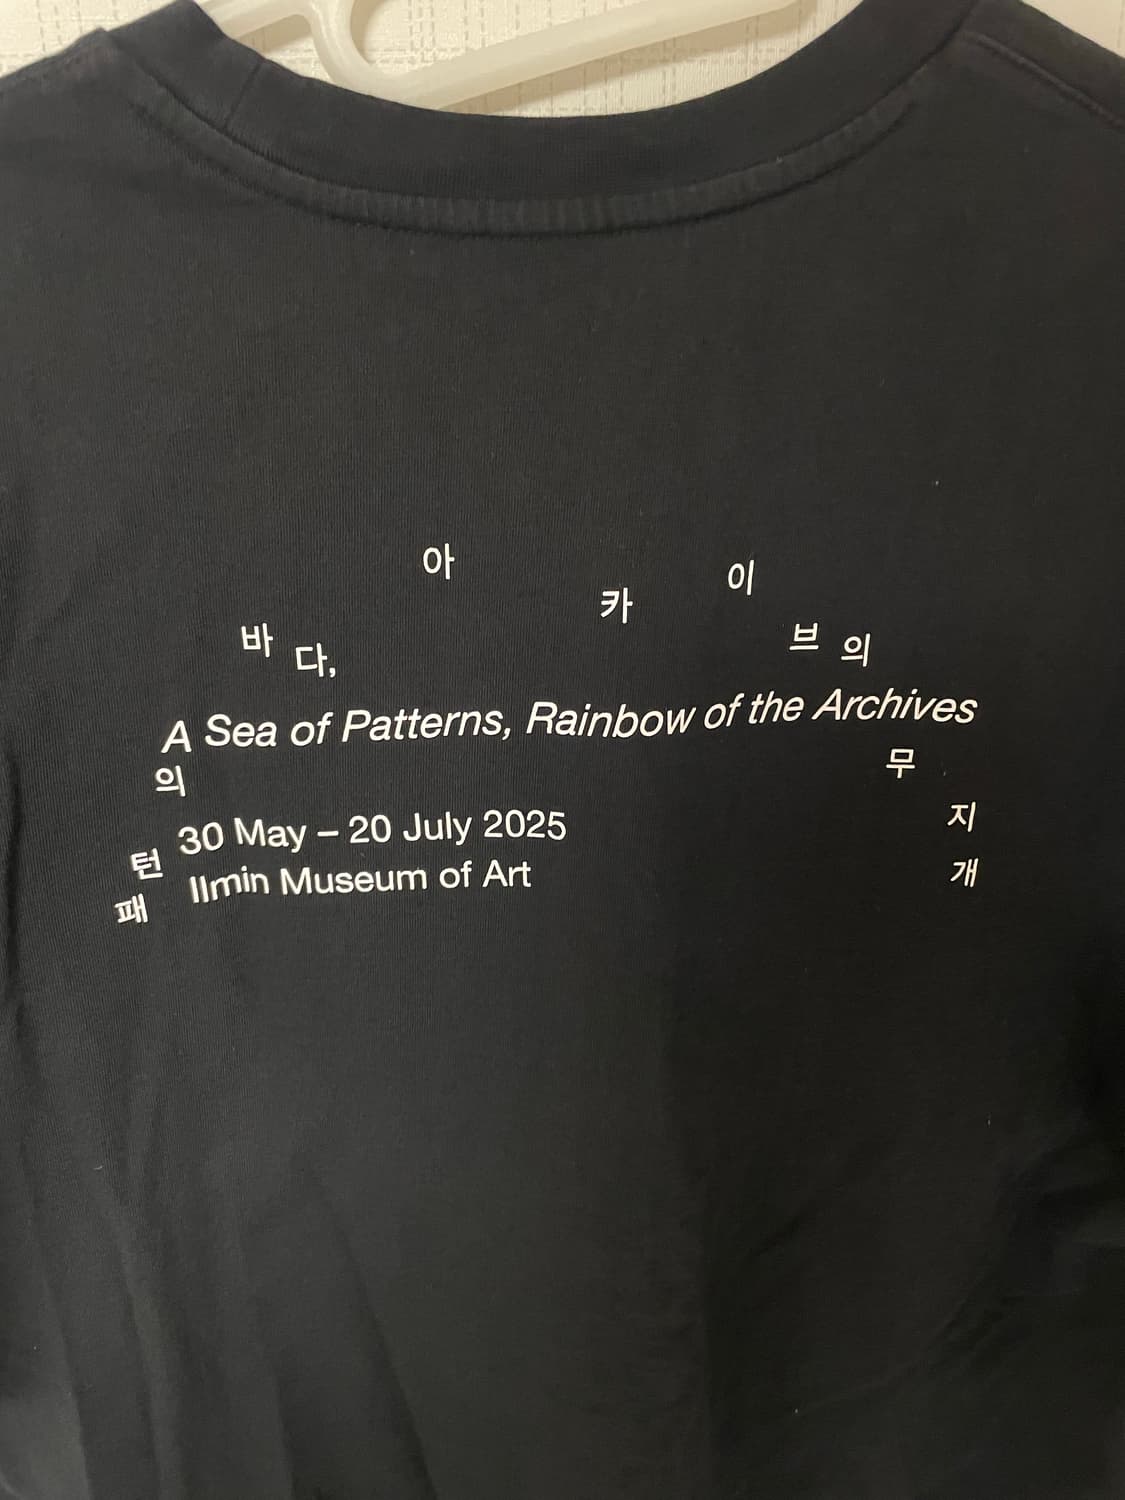 패턴의 바다, 아카이브의 무지개
A Sea of Patterns, Rainbow of the Archives
30 May – 20 July 2025
Ilmin Museum of Art